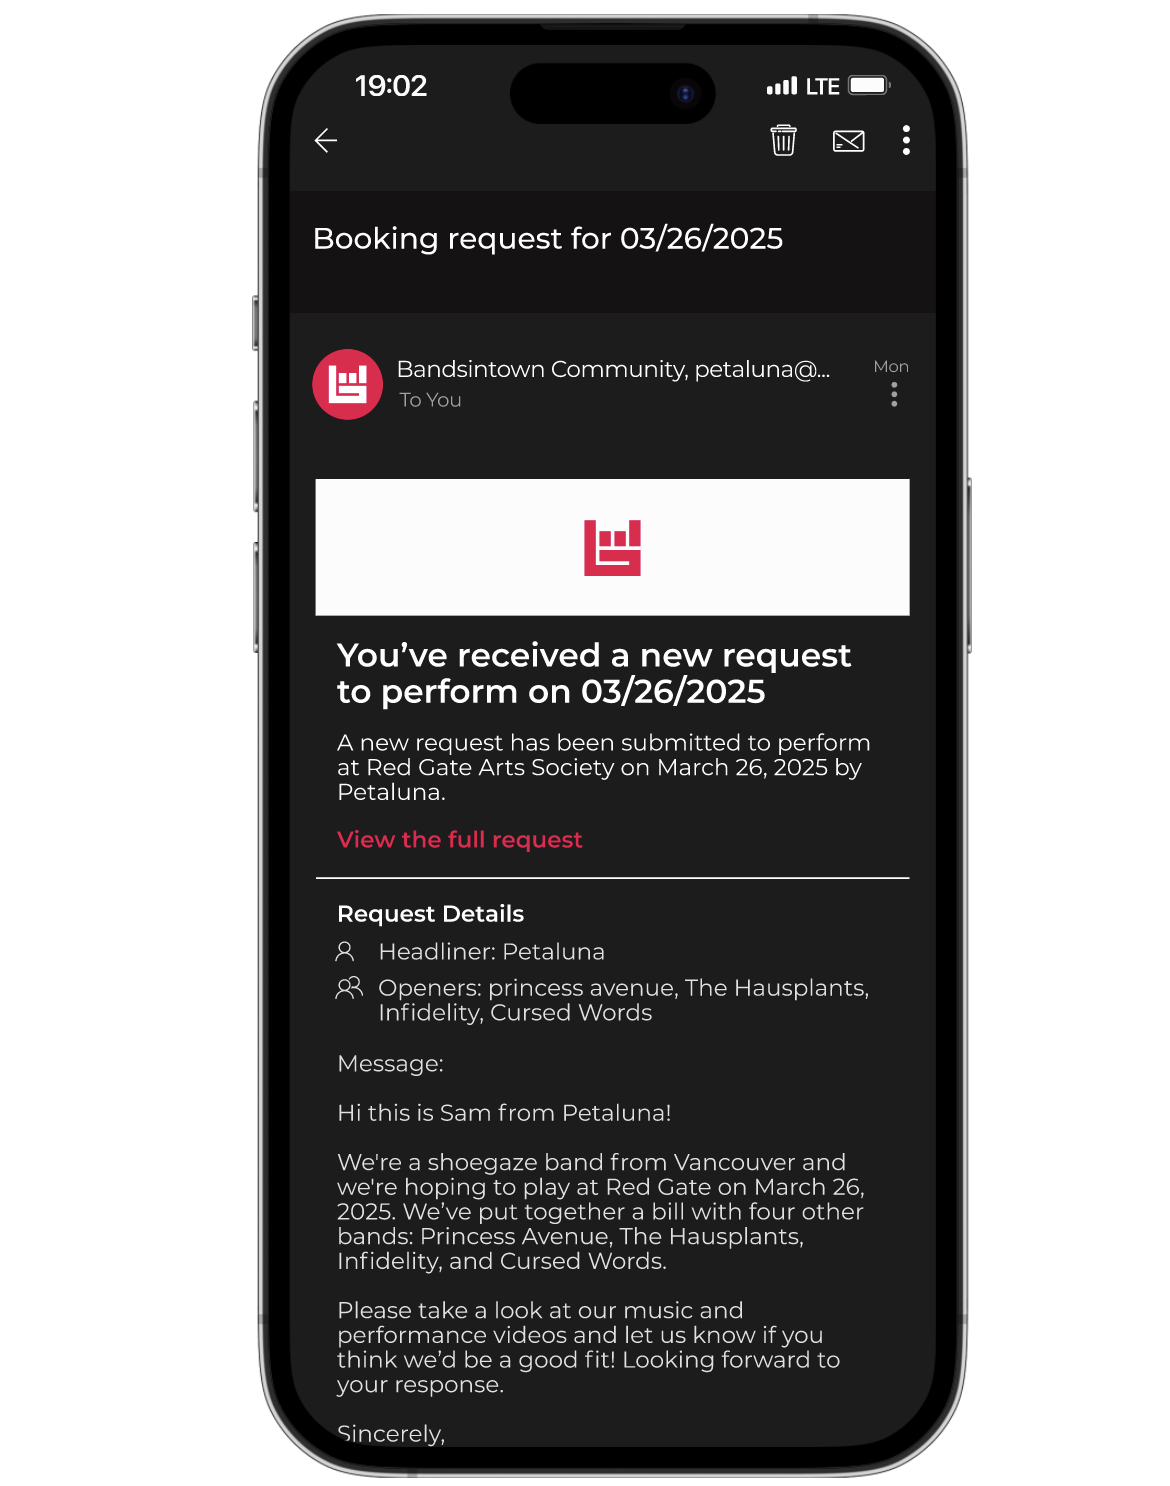 19:02
LTE
Booking request for 03/26/2025
Bandsintown Community, petaluna@...
Mon
To You
You’ve received a new request
to perform on 03/26/2025
A new request has been submitted to perform
at Red Gate Arts Society on March 26, 2025 by
Petaluna.
View the full request
Request Details
Headliner: Petaluna
Openers: princess avenue, The Hausplants,
Infidelity, Cursed Words
Message:
Hi this is Sam from Petaluna!
We're a shoegaze band from Vancouver and
we're hoping to play at Red Gate on March 26,
2025. We’ve put together a bill with four other
bands: Princess Avenue, The Hausplants,
Infidelity, and Cursed Words.
Please take a look at our music and
performance videos and let us know if you
think we’d be a good fit! Looking forward to
your response.
Sincerely,